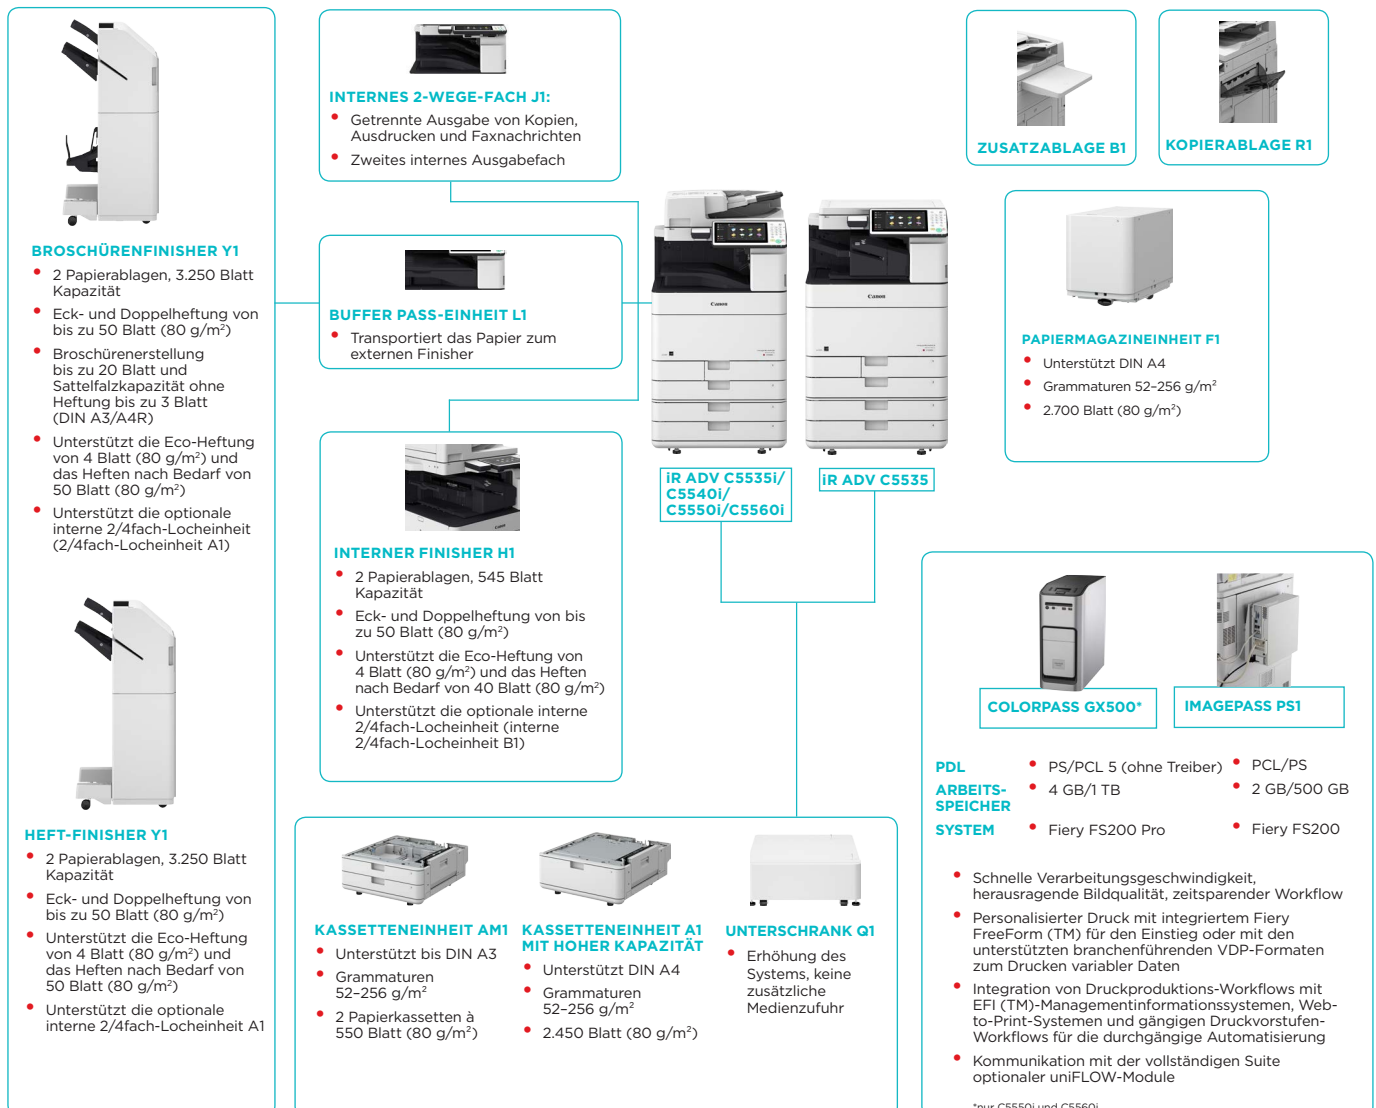 BROSCHÜRENFINISHER Y1
2 Papierablagen, 3.250 Blatt
Kapazität
Eck- und Doppelheftung von
bis zu 50 Blatt (80 g/m²)
Broschürenerstellung
bis zu 20 Blatt und
Sattelfalzkapazität ohne
Heftung bis zu 3 Blatt
(DIN A3/A4R)
Unterstützt die Eco-Heftung
von 4 Blatt (80 g/m²) und
das Heften nach Bedarf von
50 Blatt (80 g/m²)
Unterstützt die optionale
interne 2/4fach-Locheinheit
(2/4fach-Locheinheit A1)
HEFT-FINISHER Y1
2 Papierablagen, 3.250 Blatt
Kapazität
Eck- und Doppelheftung von
bis zu 50 Blatt (80 g/m²)
Unterstützt die Eco-Heftung
von 4 Blatt (80 g/m²) und
das Heften nach Bedarf von
50 Blatt (80 g/m²)
Unterstützt die optionale
interne 2/4fach-Locheinheit A1
INTERNES 2-WEGE-FACH J1:
Getrennte Ausgabe von Kopien,
Ausdrucken und Faxnachrichten
Zweites internes Ausgabefach
BUFFER PASS-EINHEIT L1
Transportiert das Papier zum
externen Finisher
INTERNER FINISHER H1
2 Papierablagen, 545 Blatt
Kapazität
Eck- und Doppelheftung von bis
zu 50 Blatt (80 g/m²)
Unterstützt die Eco-Heftung von
4 Blatt (80 g/m²) und das Heften
nach Bedarf von 40 Blatt (80 g/m²)
Unterstützt die optionale interne
2/4fach-Locheinheit (interne
2/4fach-Locheinheit B1)
Canon
Canon
iR ADV C5535i/
C5540i/
C5550i/C5560i
iR ADV C5535
ZUSATZABLAGE B1
KOPIERABLAGE R1
PAPIERMAGAZINEINHEIT F1
Unterstützt DIN A4
Grammaturen 52–256 g/m²
2.700 Blatt (80 g/m²)
KASSETTENEINHEIT AM1
Unterstützt bis DIN A3
Grammaturen
52–256 g/m²
2 Papierkassetten à
550 Blatt (80 g/m²)
KASSETTENEINHEIT A1
MIT HOHER KAPAZITÄT
Unterstützt DIN A4
Grammaturen
52–256 g/m²
2.450 Blatt (80 g/m²)
UNTERSCHRANK Q1
Erhöhung des
Systems, keine
zusätzliche
Medienzufuhr
COLORPASS GX500*
IMAGEPASS PS1
PDL
PS/PCL 5 (ohne Treiber)
PCL/PS
ARBEITS-
SPEICHER
4 GB/1 TB
2 GB/500 GB
SYSTEM
Fiery FS200 Pro
Fiery FS200
Schnelle Verarbeitungsgeschwindigkeit,
herausragende Bildqualität, zeitsparender Workflow
Personalisierter Druck mit integriertem Fiery
FreeForm (TM) für den Einstieg oder mit den
unterstützten branchenführenden VDP-Formaten
zum Drucken variabler Daten
Integration von Druckproduktions-Workflows mit
EFI (TM)-Managementinformationssystemen, Web-
to-Print-Systemen und gängigen Druckvorstufen-
Workflows für die durchgängige Automatisierung
Kommunikation mit der vollständigen Suite
optionaler uniFLOW-Module
*nur C5550i und C5560i